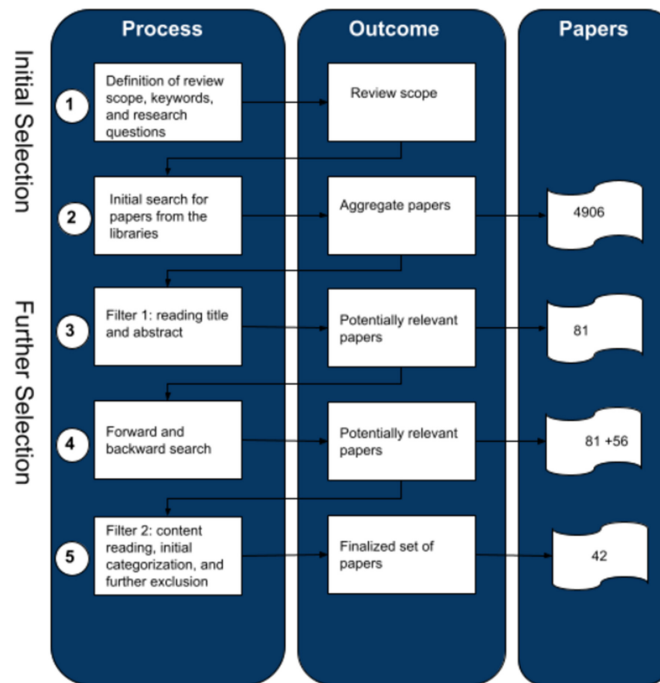 Process
Outcome
Papers
Initial Selection
1
Definition of review
scope, keywords,
and research
questions
Review scope
2
Initial search for
papers from the
libraries
Aggregate papers
4906
Further Selection
3
Filter 1: reading title
and abstract
Potentially relevant
papers
81
4
Forward and
backward search
Potentially relevant
papers
81 +56
5
Filter 2: content
reading, initial
categorization, and
further exclusion
Finalized set of
papers
42